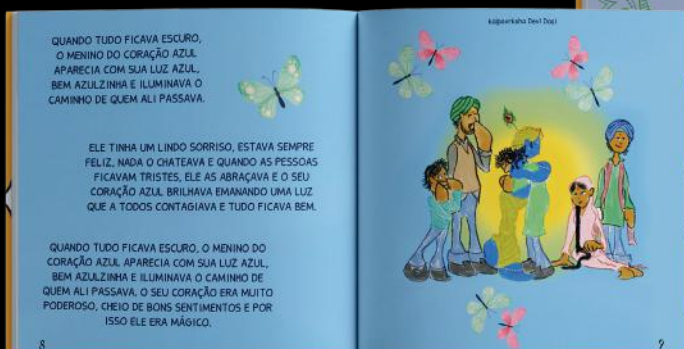 QUANDO TUDO FICAVA ESCURO,
O MENINO DO CORAÇÃO AZUL
APARECIA COM SUA LUZ AZUL,
BEM AZULZINHA E ILUMINAVA O
CAMINHO DE QUEM ALI PASSAVA.
ELE TINHA UM LINDO SORRISO, ESTAVA SEMPRE
FELIZ, NADA O CHATEAVA E QUANDO AS PESSOAS
FICAVAM TRISTES, ELE AS ABRAÇAVA E O SEU
CORAÇÃO AZUL BRILHAVA EMANANDO UMA LUZ
QUE A TODOS CONTAGIAVA E TUDO FICAVA BEM.
QUANDO TUDO FICAVA ESCURO, O MENINO DO
CORAÇÃO AZUL APARECIA COM SUA LUZ AZUL,
BEM AZULZINHA E ILUMINAVA O CAMINHO DE
QUEM ALI PASSAVA. O SEU CORAÇÃO ERA MUITO
PODEROSO, CHEIO DE BONS SENTIMENTOS E POR
ISSO ELE ERA MÁGICO.
8
Devi Dasi
9